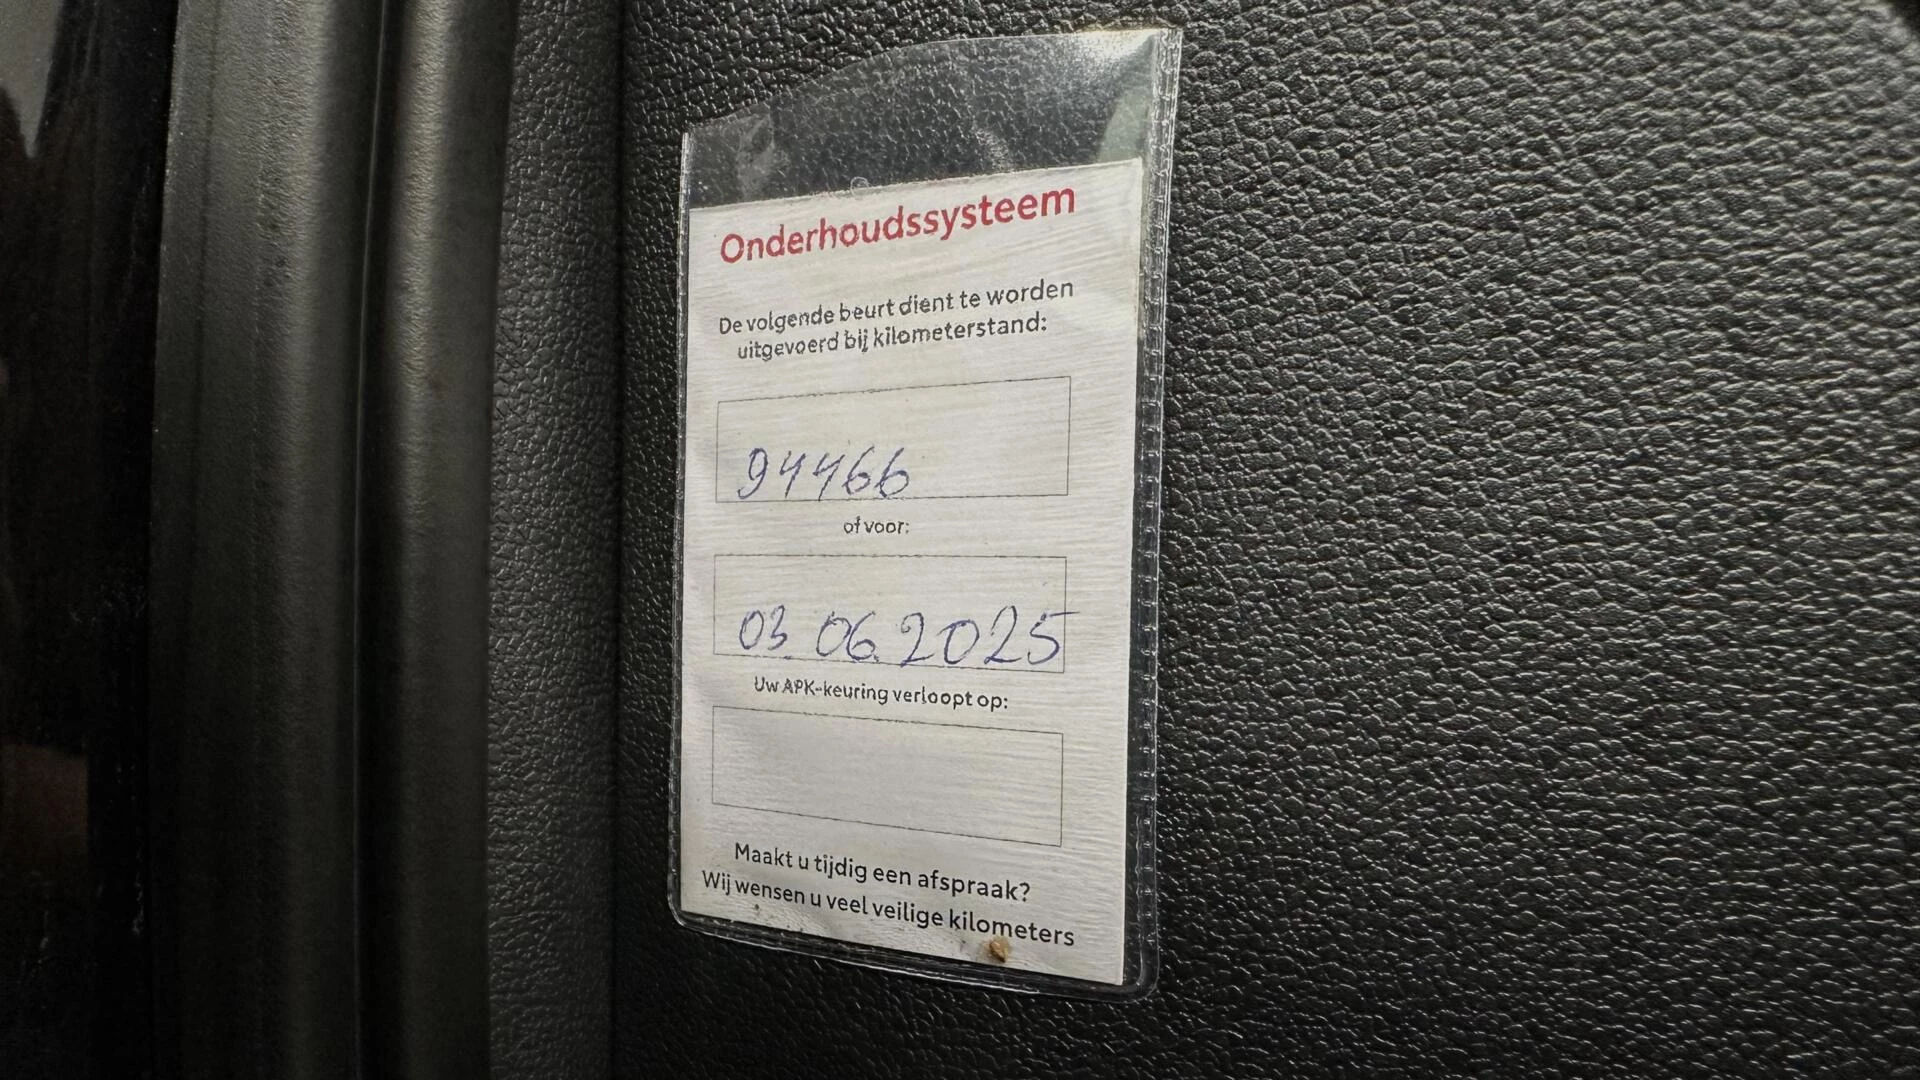 Onderhoudssysteem
De volgende beurt dient te worden
uitgevoerd bij kilometerstand:
94466
of voor:
03.06.2025
Uw APK-keuring verloopt op:
Maakt u tijdig een afspraak?
Wij wensen u veel veilige kilometers